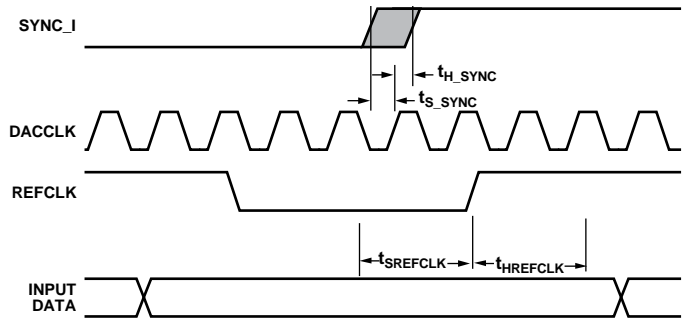 SYNC_I
tH_SYNC
tS_SYNC
DACCLK
REFCLK
tSREFCLK
tHREFCLK
INPUT
DATA